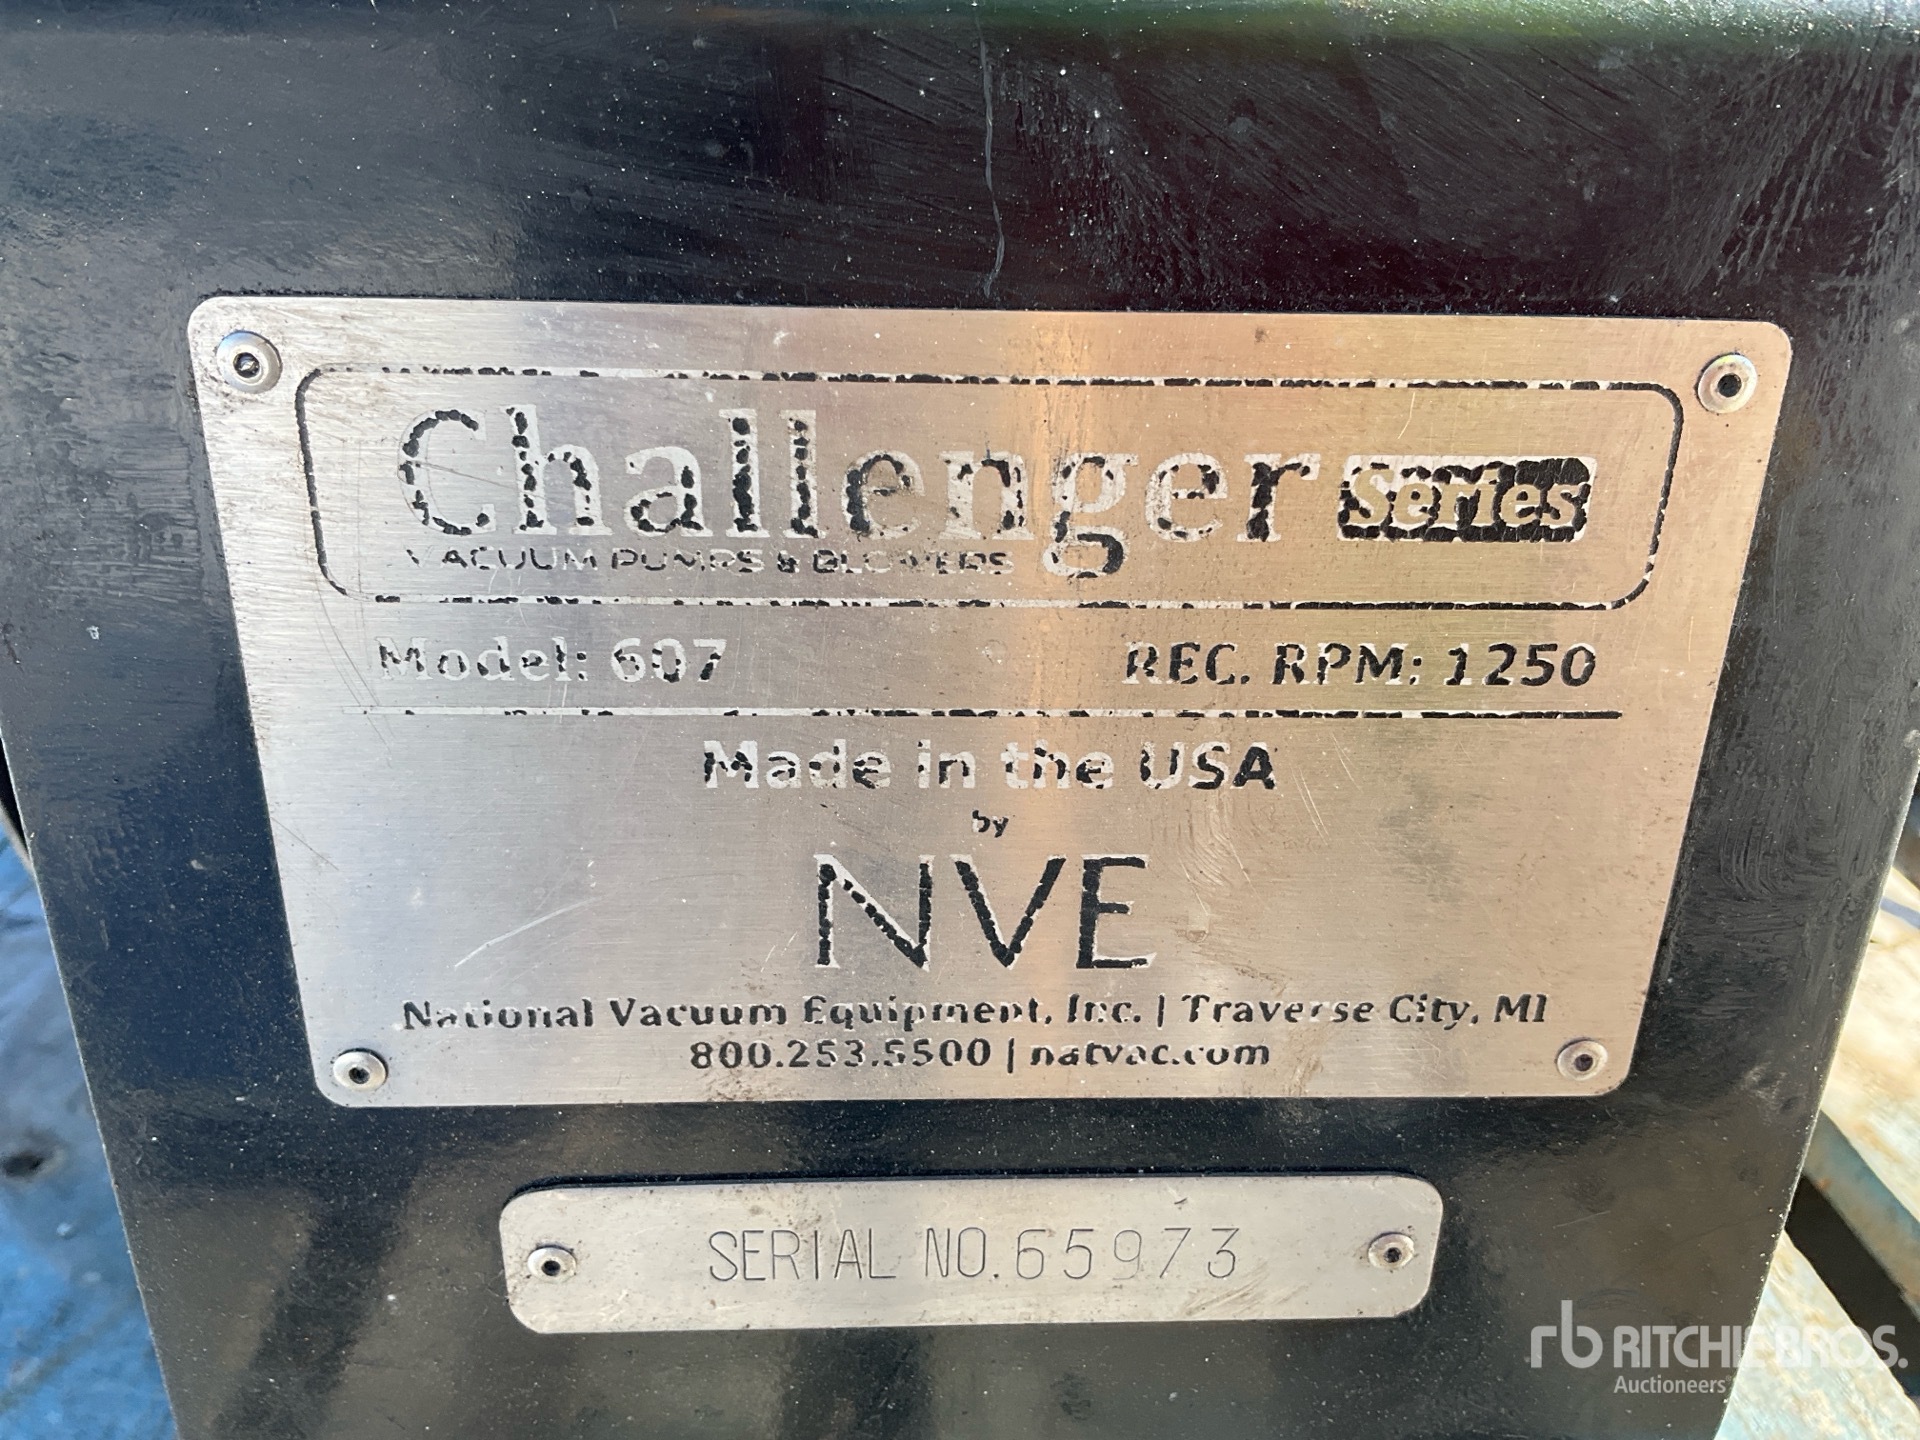 Challenger Series
VACUUM PUMPS & BLOWERS
Model: 607 REC. RPM: 1250
Made in the USA
by
NVE
National Vacuum Equipment, Inc. | Traverse City, MI
800.253.5500 | natvac.com
SERIAL NO. 65973
rb RITCHIE BROS.
Auctioneers